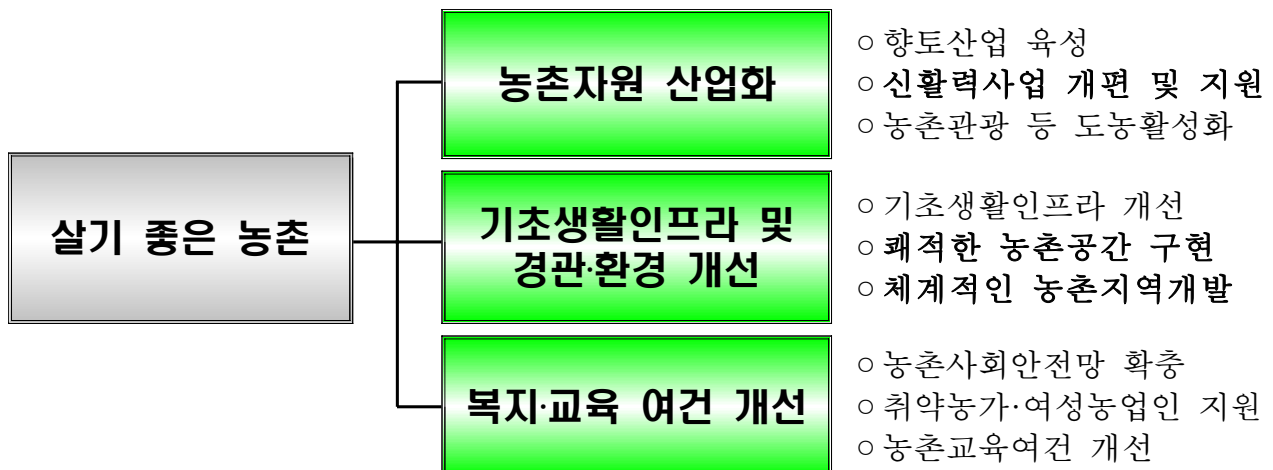 살기 좋은 농촌
농촌자원 산업화
○ 향토산업 육성
○ 신활력사업 개편 및 지원
○ 농촌관광 등 도농활성화
기초생활인프라 및
경관·환경 개선
○ 기초생활인프라 개선
○ 쾌적한 농촌공간 구현
○ 체계적인 농촌지역개발
복지·교육 여건 개선
○ 농촌사회안전망 확충
○ 취약농가·여성농업인 지원
○ 농촌교육여건 개선